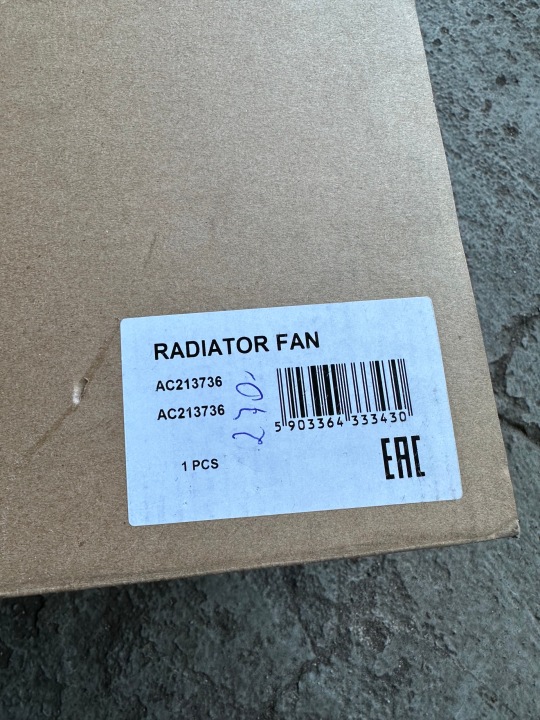 RADIATOR FAN
AC213736
AC213736
270,-
5 903364 333430
1 PCS
EAC